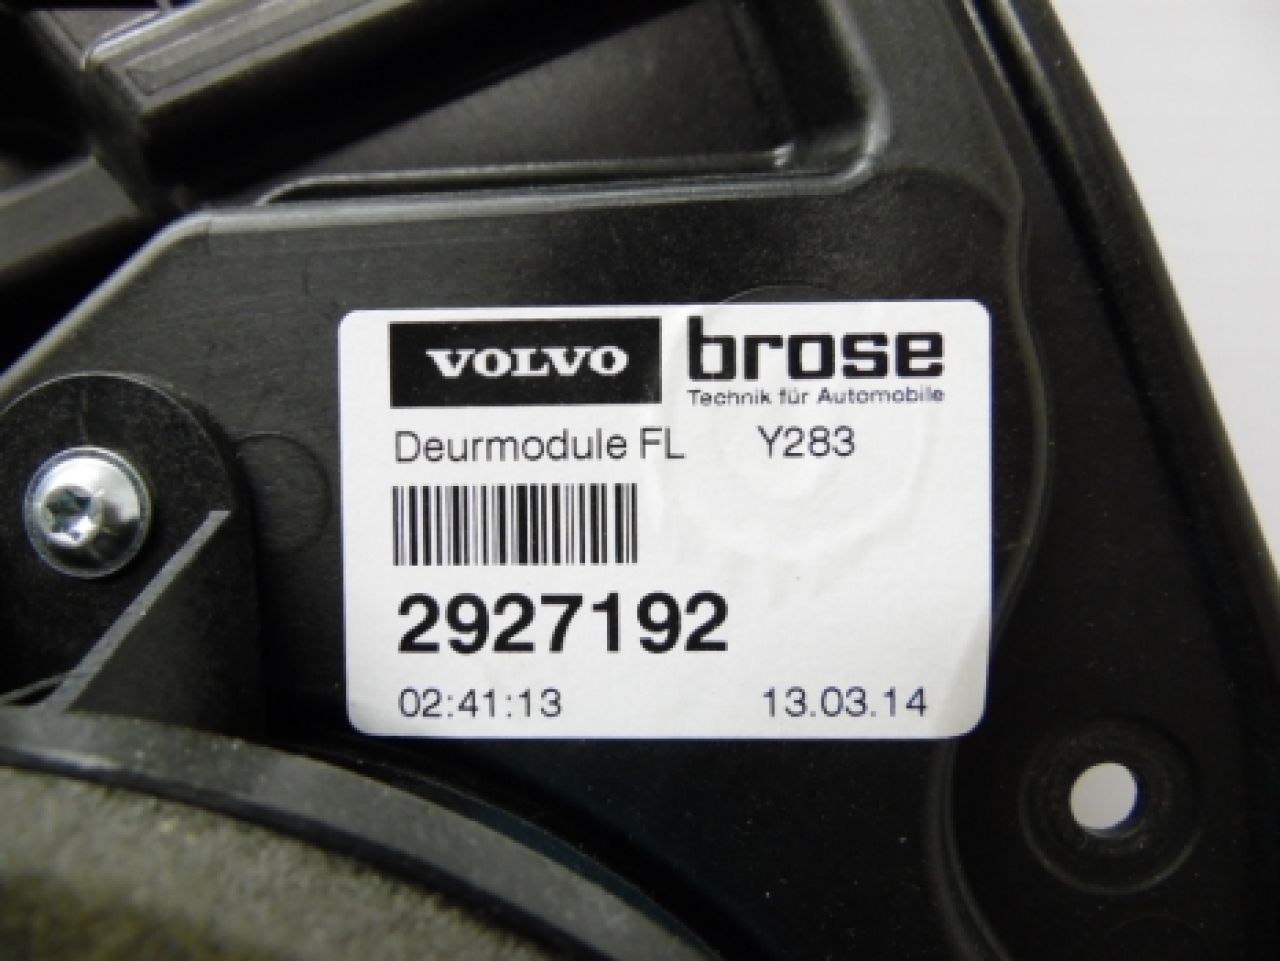 VOLVO brose
Technik für Automobile
Deurmodule FL Y283
2927192
02:41:13 13.03.14